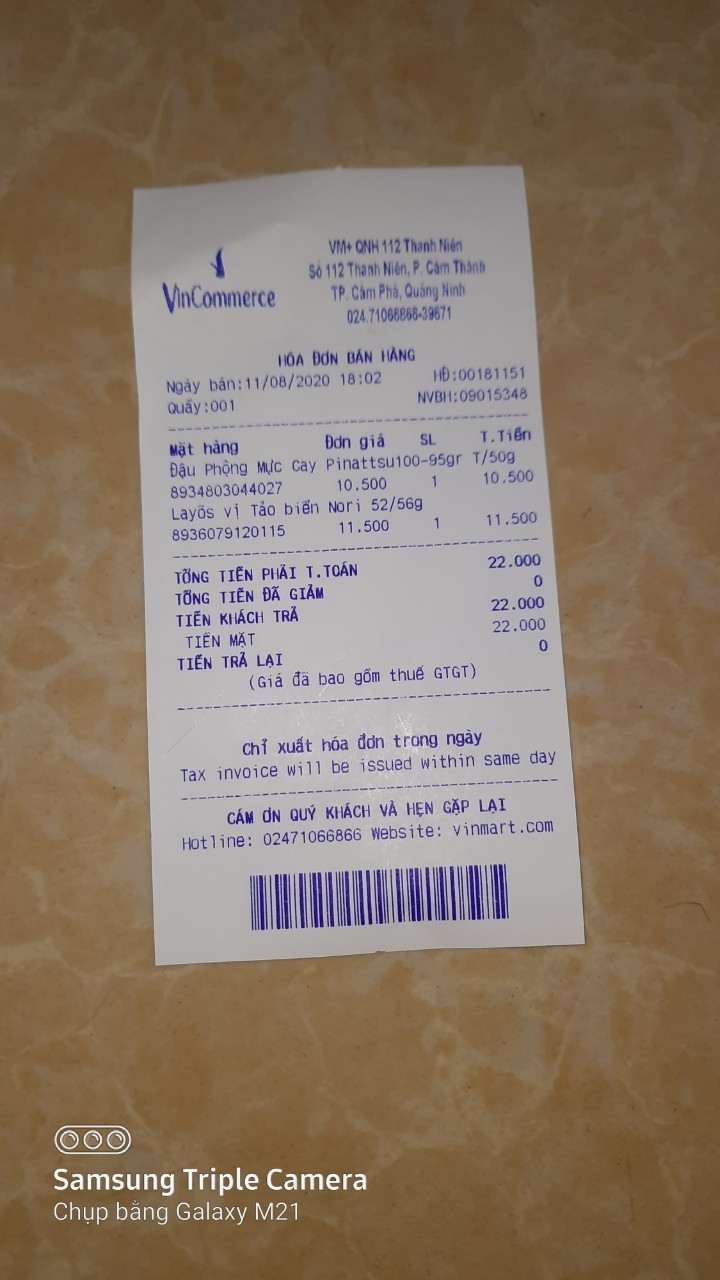 VinCommerce
VM+ QNH 112 Thanh Niên
Số 112 Thanh Niên, P. Cẩm Thành
TP. Cẩm Phả, Quảng Ninh
024.71066866-39671
HÓA ĐƠN BÁN HÀNG
Ngày bán:11/08/2020 18:02 HĐ:00181151
Quầy:001 NVBH:09015348
Mặt hàng Đơn giá SL T.Tiền
Đậu Phộng Mực Cay Pinattsu100-95gr T/50g
8934803044027 10.500 1 10.500
Layõs vị Tảo biển Nori 52/56g
8936079120115 11.500 1 11.500
TỔNG TIỀN PHẢI T.TOÁN 22.000
TỔNG TIỀN ĐÃ GIẢM 0
TIỀN KHÁCH TRẢ 22.000
TIỀN MẶT 22.000
TIỀN TRẢ LẠI 0
(Giá đã bao gồm thuế GTGT)
Chỉ xuất hóa đơn trong ngày
Tax invoice will be issued within same day
CẢM ƠN QUÝ KHÁCH VÀ HẸN GẶP LẠI
Hotline: 02471066866 Website: vinmart.com
Samsung Triple Camera
Chụp bằng Galaxy M21